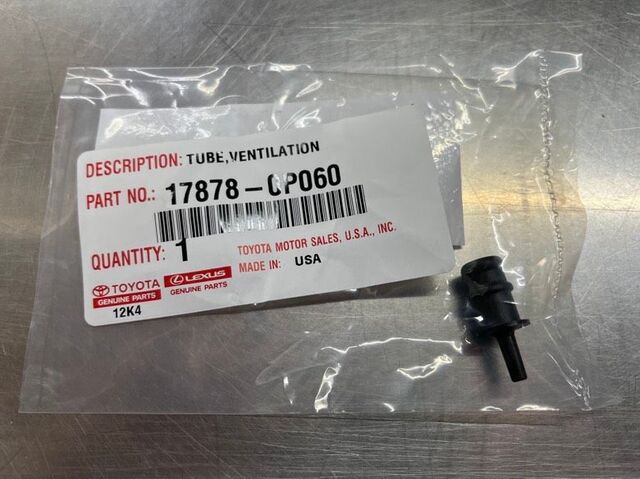 DESCRIPTION: TUBE,VENTILATION
PART NO.: 17878-0P060
QUANTITY: 1
TOYOTA MOTOR SALES, U.S.A., INC.
MADE IN: USA
TOYOTA
GENUINE PARTS
LEXUS
GENUINE PARTS
12K4